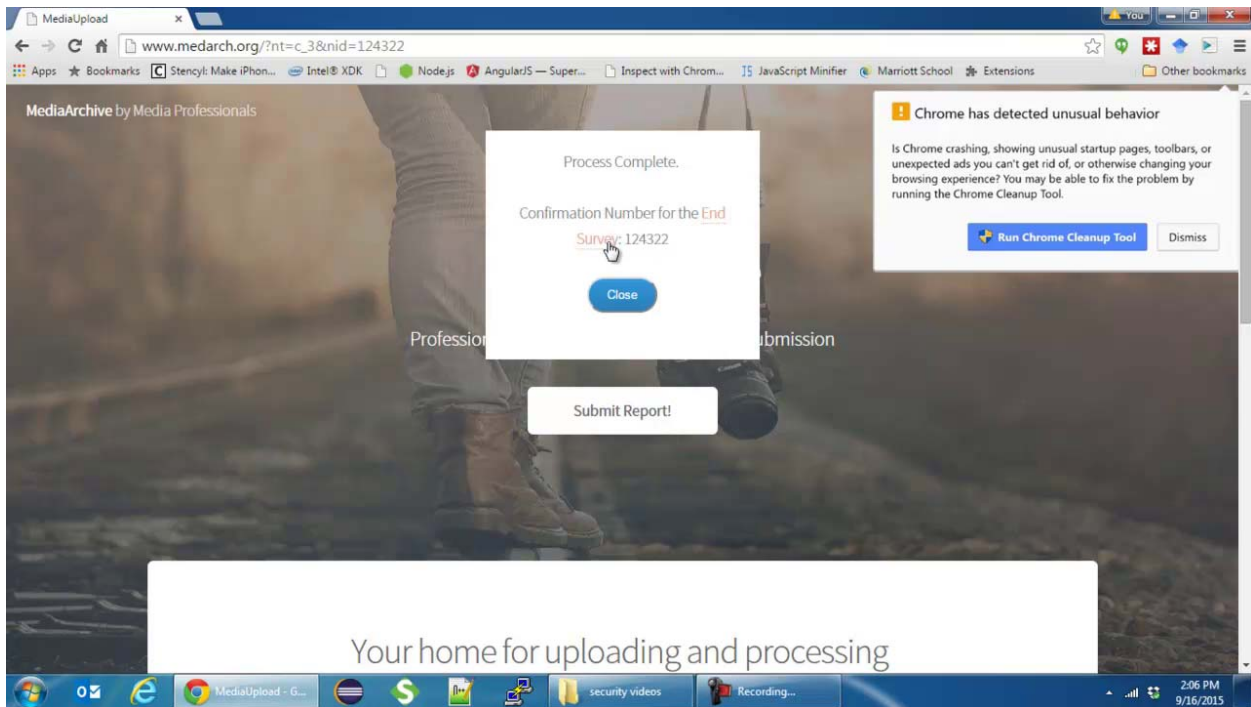 MediaUpload
You
www.medarch.org/?nt=c_3&nid=124322
Apps Bookmarks Stencyl: Make iPhon... Intel® XDK Node.js AngularJS — Super... Inspect with Chrom... JS JavaScript Minifier Marriott School Extensions Other bookmarks
MediaArchive by Media Professionals
Chrome has detected unusual behavior
Is Chrome crashing, showing unusual startup pages, toolbars, or
unexpected ads you can't get rid of, or otherwise changing your
browsing experience? You may be able to fix the problem by
running the Chrome Cleanup Tool.
Run Chrome Cleanup Tool Dismiss
Process Complete.
Confirmation Number for the End
Survey: 124322
Close
Profession
ubmission
Submit Report!
Your home for uploading and processing
MediaUpload - G... security videos Recording... 2:06 PM
9/16/2015